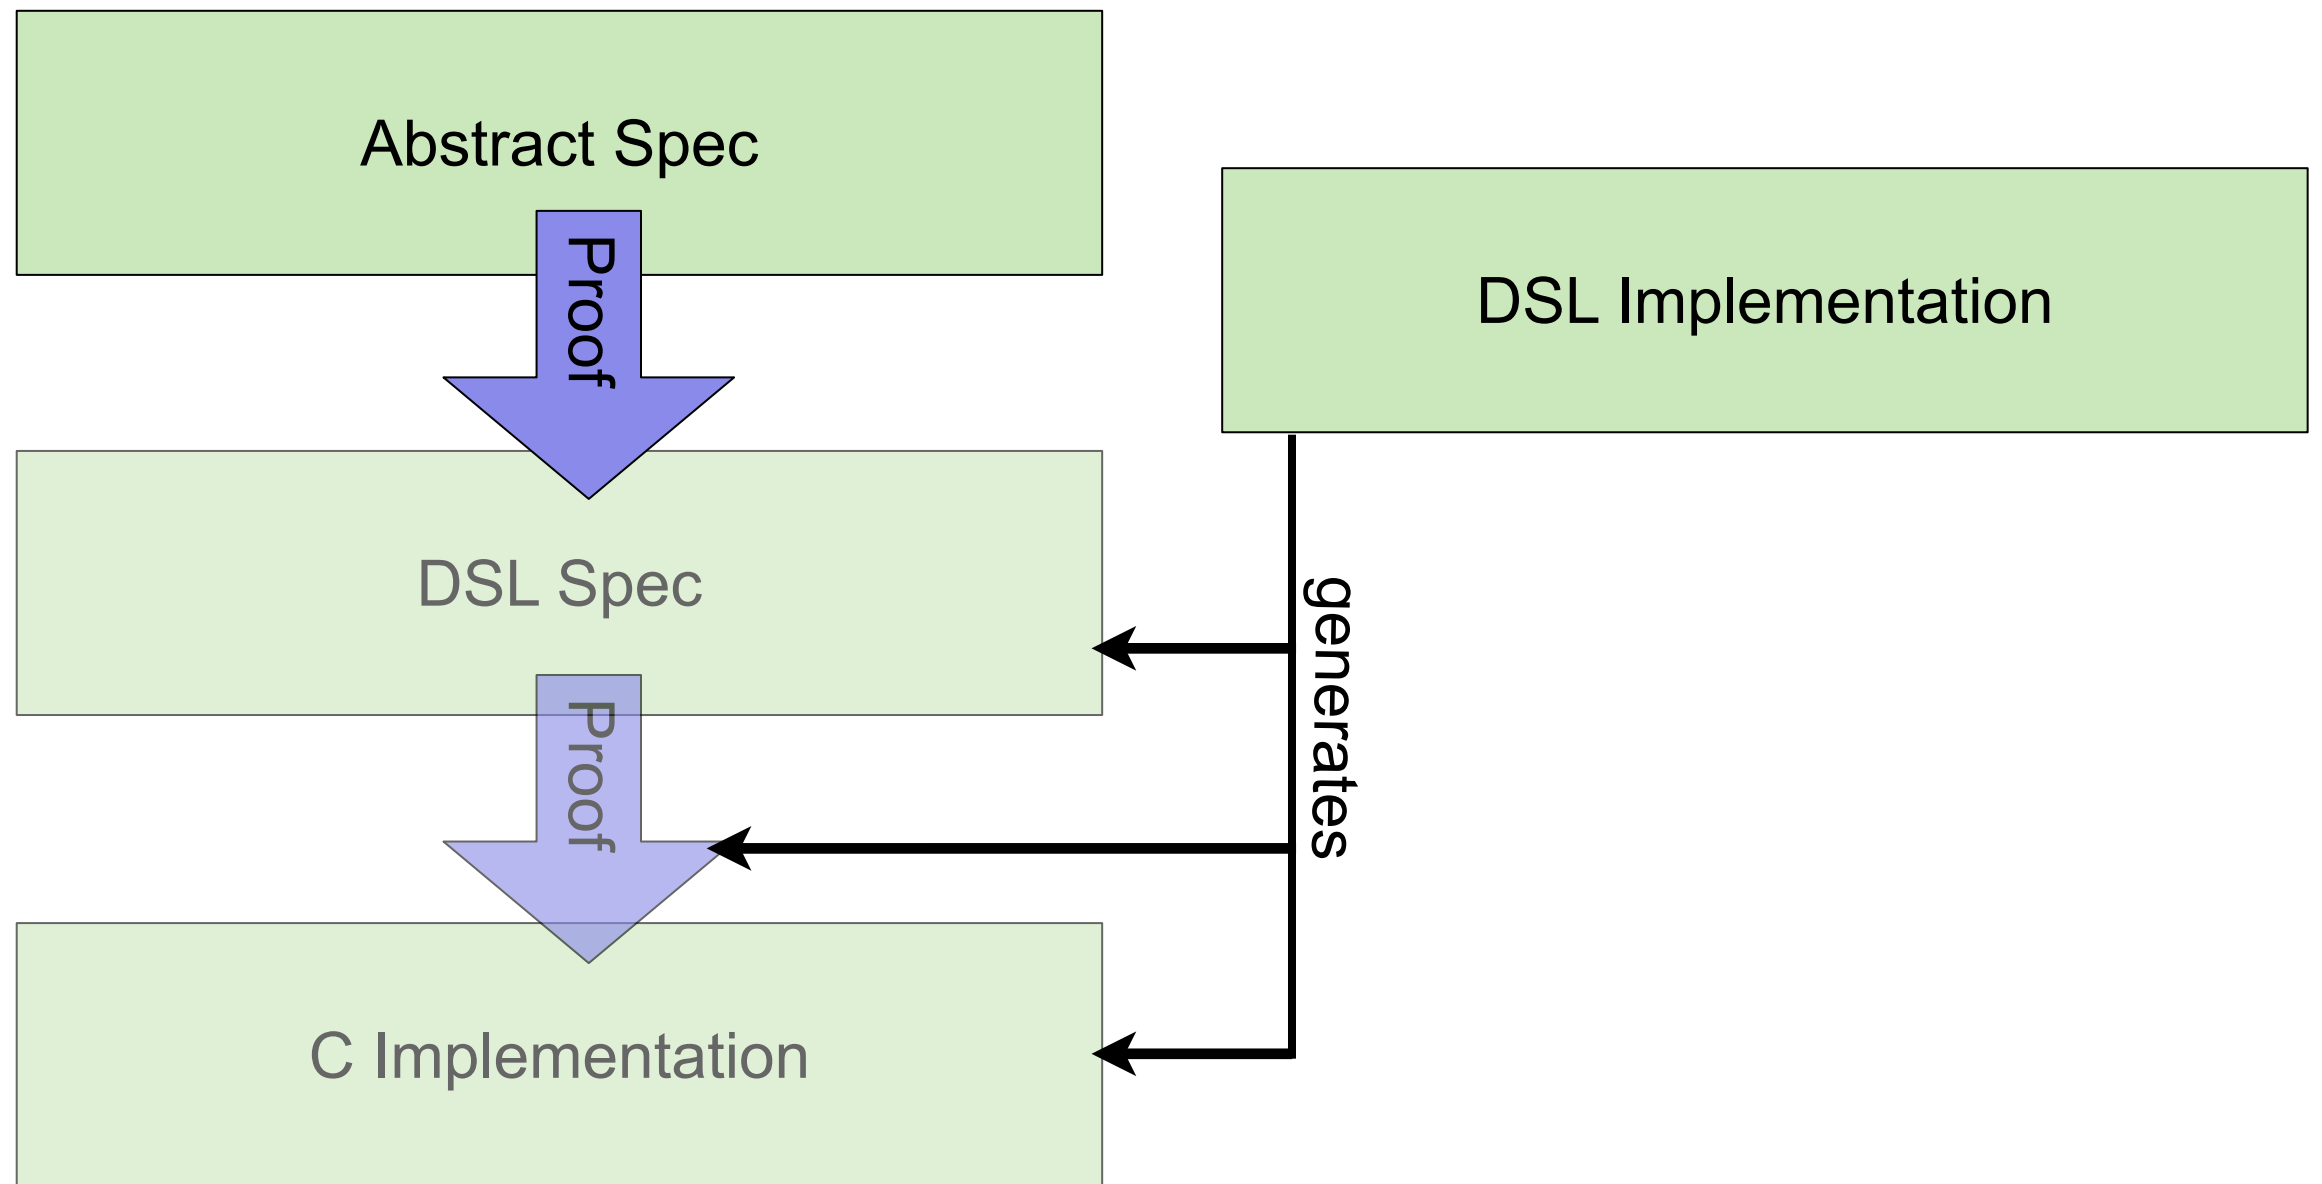 Abstract Spec
Proof
DSL Implementation
DSL Spec
generates
Proof
C Implementation